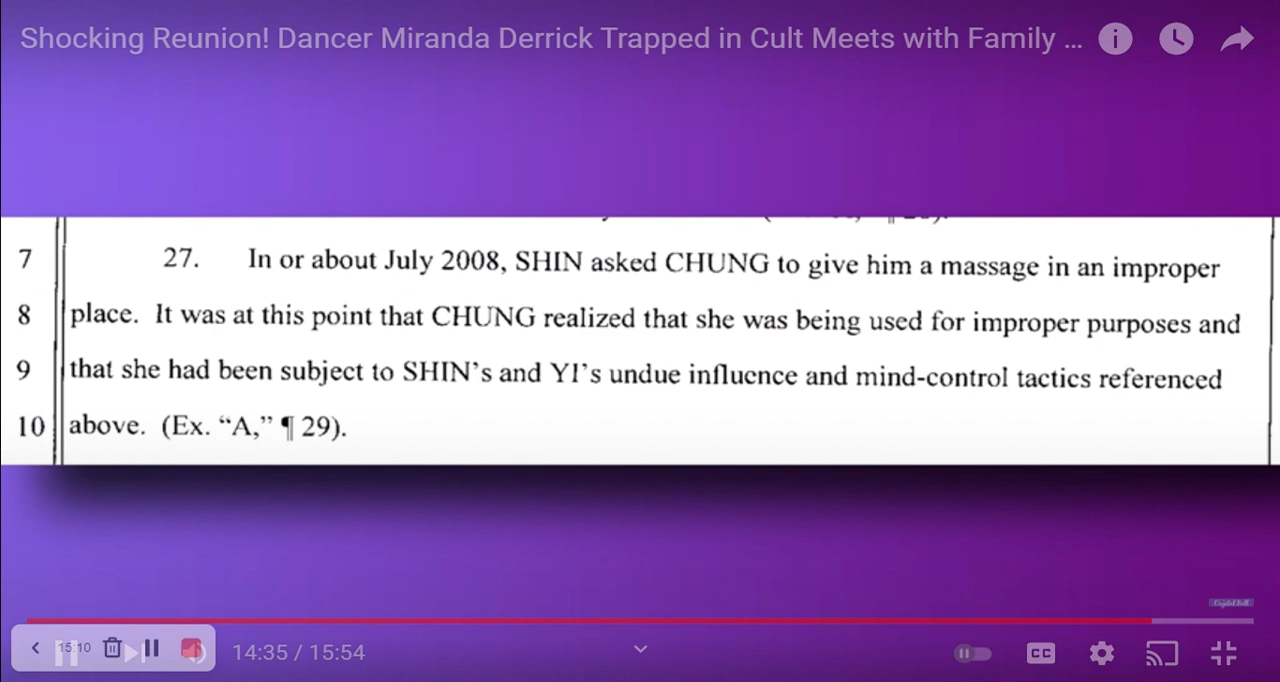 Shocking Reunion! Dancer Miranda Derrick Trapped in Cult Meets with Family ...
7 27. In or about July 2008, SHIN asked CHUNG to give him a massage in an improper
8 place. It was at this point that CHUNG realized that she was being used for improper purposes and
9 that she had been subject to SHIN’s and YI’s undue influence and mind-control tactics referenced
10 above. (Ex. “A,” ¶ 29).
15:10 14:35 / 15:54 CC